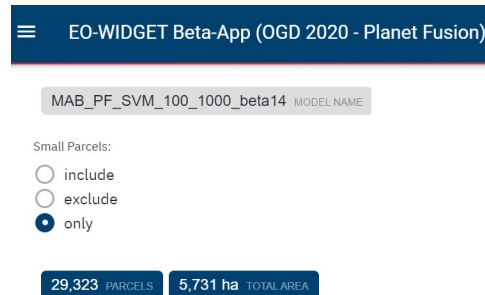 EO-WIDGET Beta-App (OGD 2020 - Planet Fusion)
MAB_PF_SVM_100_1000_beta14 MODEL NAME
Small Parcels:
include
exclude
only
29,323 PARCELS 5,731 ha TOTAL AREA